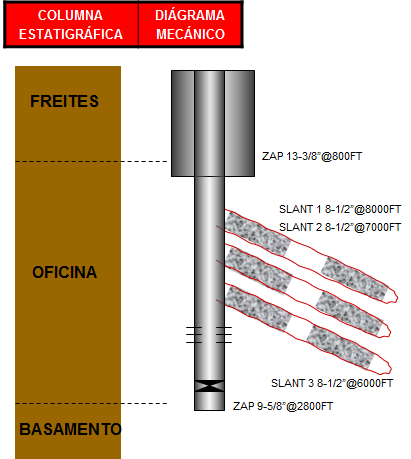 COLUMNA
ESTATIGRÁFICA
DIÁGRAMA
MECÁNICO
FREITES
ZAP 13-3/8"@800FT
SLANT 1 8-1/2"@8000FT
SLANT 2 8-1/2"@7000FT
OFICINA
SLANT 3 8-1/2"@6000FT
ZAP 9-5/8"@2800FT
BASAMENTO